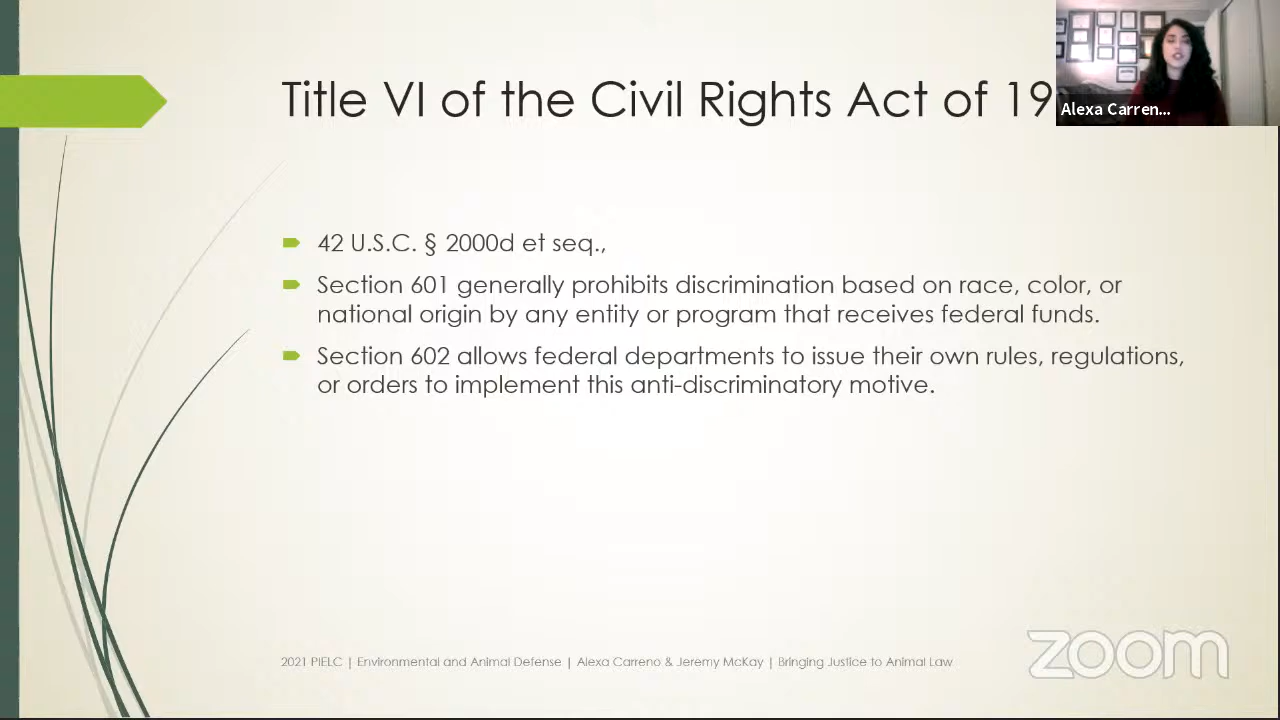 Title VI of the Civil Rights Act of 19
Alexa Carren...
42 U.S.C. § 2000d et seq.,
Section 601 generally prohibits discrimination based on race, color, or
national origin by any entity or program that receives federal funds.
Section 602 allows federal departments to issue their own rules, regulations,
or orders to implement this anti-discriminatory motive.
2021 PIELC | Environmental and Animal Defense | Alexa Carreno & Jeremy McKay | Bringing Justice to Animal Law
zoom